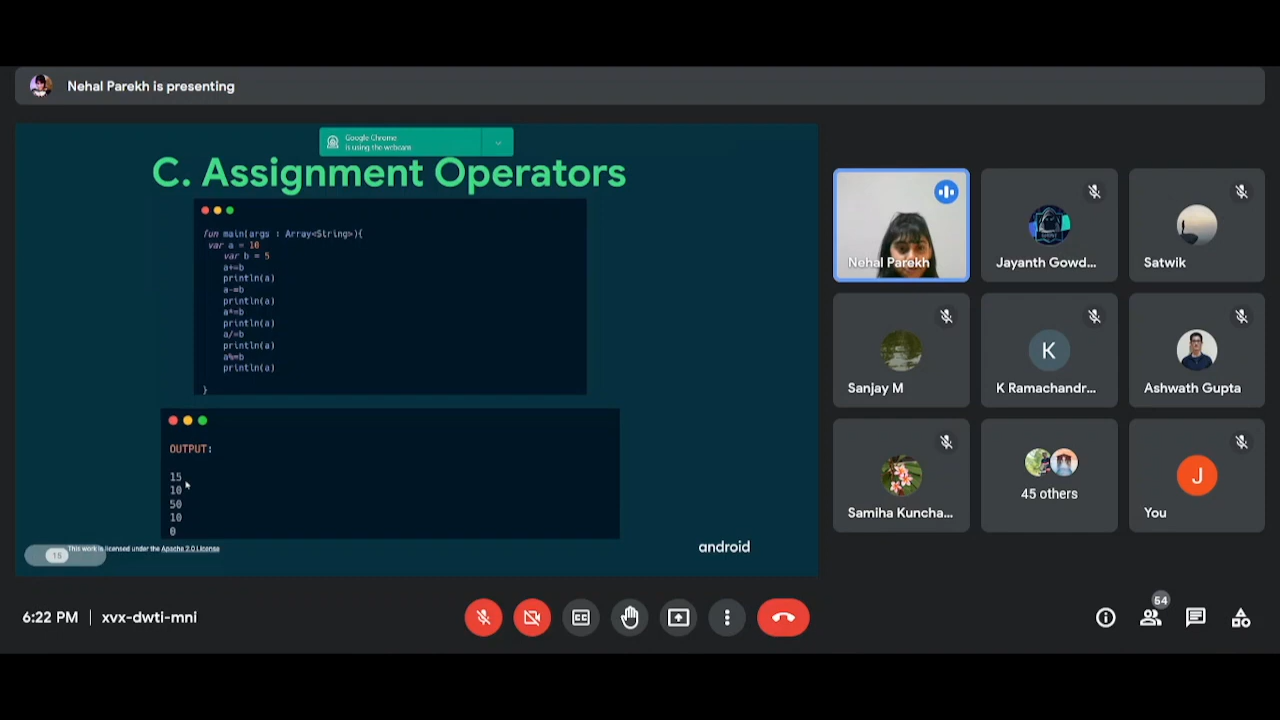 Nehal Parekh is presenting
Google Chrome
is using the webcam
C. Assignment Operators
fun main(args : Array<String>){
var a = 10
var b = 5
a+=b
println(a)
a-=b
println(a)
a*=b
println(a)
a/=b
println(a)
a%=b
println(a)
}
OUTPUT:
15
10
50
10
0
15
This work is licensed under the Apache 2.0 License
android
Nehal Parekh
Jayanth Gowd...
Satwik
Sanjay M
K
K Ramachandr...
Ashwath Gupta
Samiha Kuncha...
45 others
J
You
6:22 PM | xvx-dwti-mni
CC
54